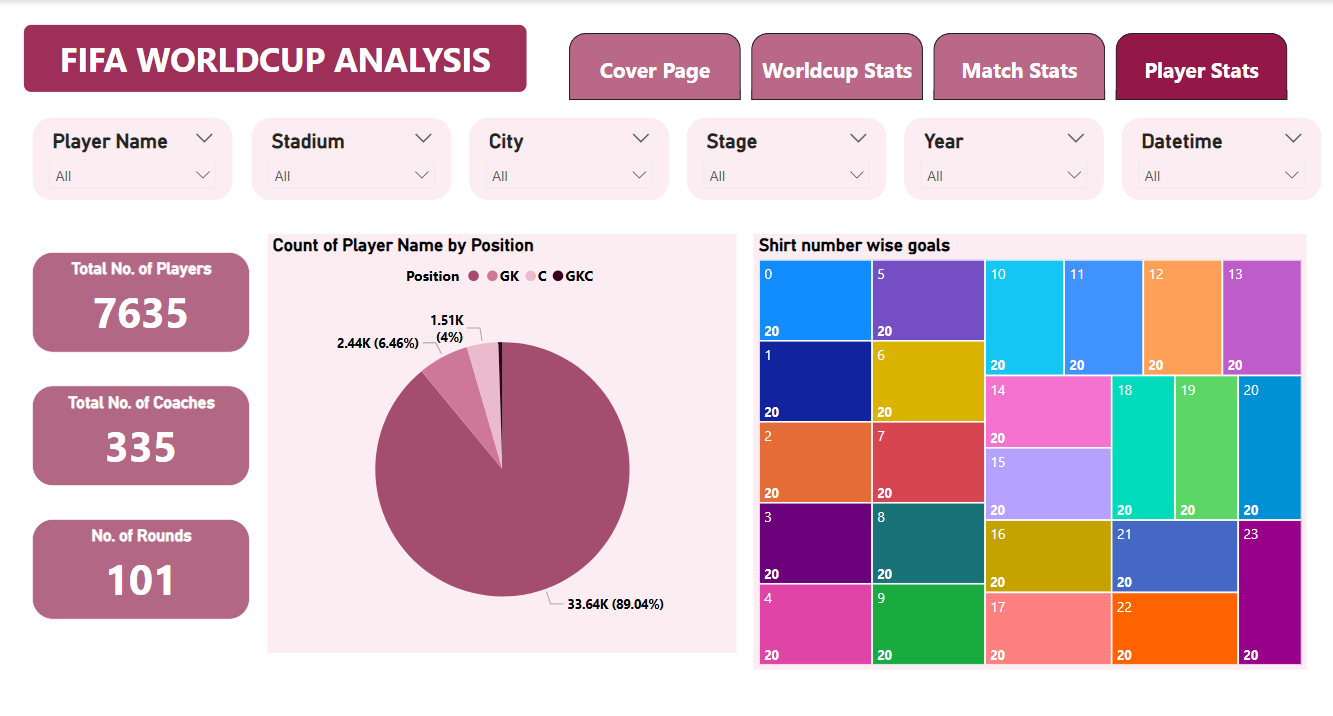 FIFA WORLDCUP ANALYSIS
Cover Page
Worldcup Stats
Match Stats
Player Stats
Player Name
All
Stadium
All
City
All
Stage
All
Year
All
Datetime
All
Total No. of Players
7635
Total No. of Coaches
335
No. of Rounds
101
Count of Player Name by Position
Position GK C GKC
1.51K
(4%)
2.44K (6.46%)
33.64K (89.04%)
Shirt number wise goals
0
20
1
20
2
20
3
20
4
20
5
20
6
20
7
20
8
20
9
20
10
20
11
20
12
20
13
20
14
20
15
20
16
20
17
20
18
20
19
20
20
20
21
20
22
20
23
20